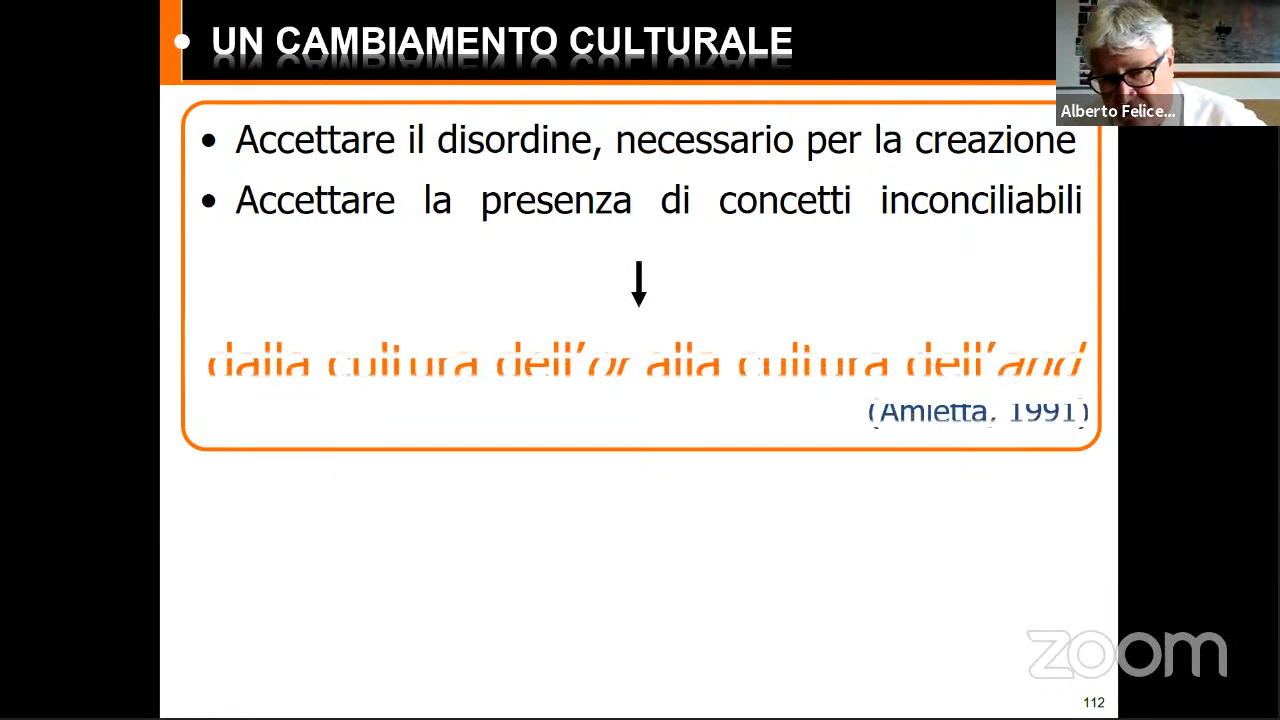 UN CAMBIAMENTO CULTURALE
Alberto Felice...
• Accettare il disordine, necessario per la creazione
• Accettare la presenza di concetti inconciliabili
dalla cultura dell’or alla cultura dell’and
(Amietta, 1991)
zoom
112